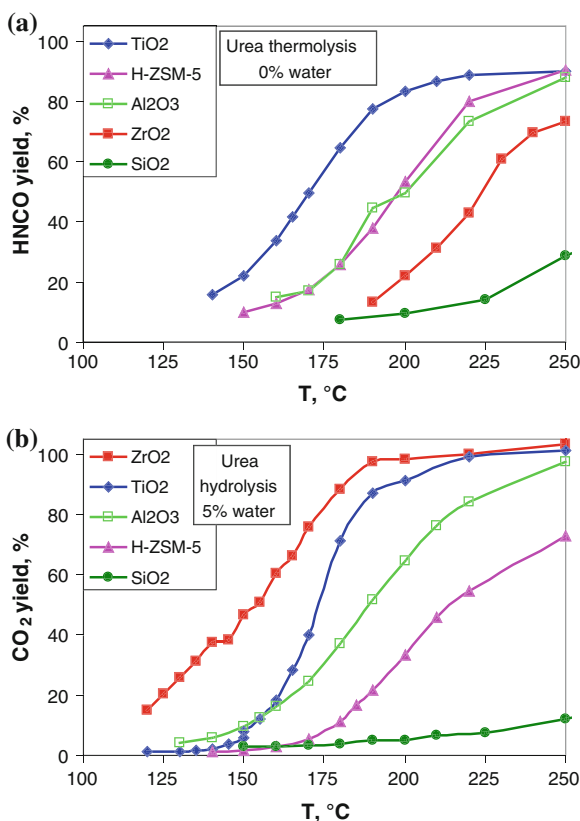 (a)
TiO2
H-ZSM-5
Al2O3
ZrO2
SiO2
Urea thermolysis
0% water
HNCO yield, %
100
80
60
40
20
0
100 125 150 175 200 225 250
T, °C
(b)
ZrO2
TiO2
Al2O3
H-ZSM-5
SiO2
Urea
hydrolysis
5% water
CO2 yield, %
100
80
60
40
20
0
100 125 150 175 200 225 250
T, °C